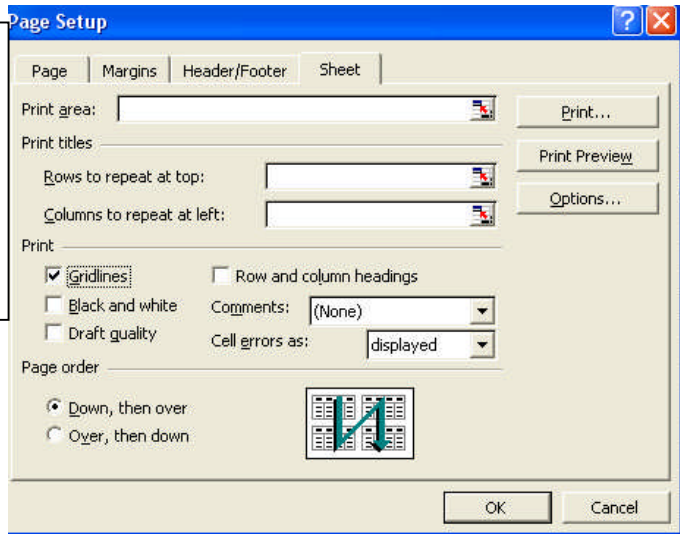 Page Setup
Page Margins Header/Footer Sheet
Print area:
Print...
Print titles
Print Preview
Rows to repeat at top:
Options...
Columns to repeat at left:
Print
Gridlines Row and column headings
Black and white Comments: (None)
Draft quality Cell errors as: displayed
Page order
Down, then over
Over, then down
OK Cancel